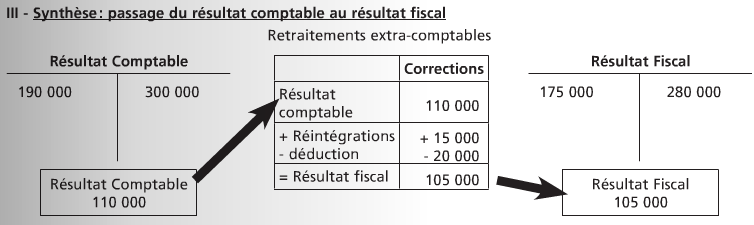 III - Synthèse: passage du résultat comptable au résultat fiscal
Retraitements extra-comptables
Résultat Comptable
190 000 300 000
Résultat Comptable
110 000
Corrections
Résultat
comptable 110 000
+ Réintégrations + 15 000
- déduction - 20 000
= Résultat fiscal 105 000
Résultat Fiscal
175 000 280 000
Résultat Fiscal
105 000